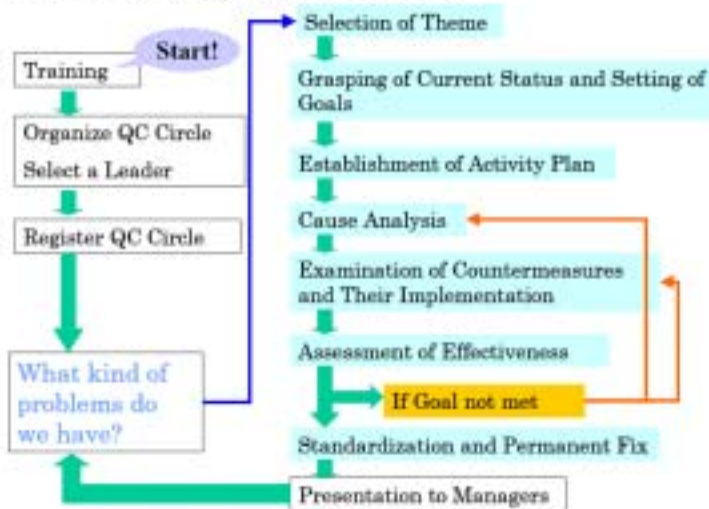 Start!
Training
Organize QC Circle
Select a Leader
Register QC Circle
What kind of
problems do
we have?
Selection of Theme
Grasping of Current Status and Setting of
Goals
Establishment of Activity Plan
Cause Analysis
Examination of Countermeasures
and Their Implementation
Assessment of Effectiveness
If Goal not met
Standardization and Permanent Fix
Presentation to Managers